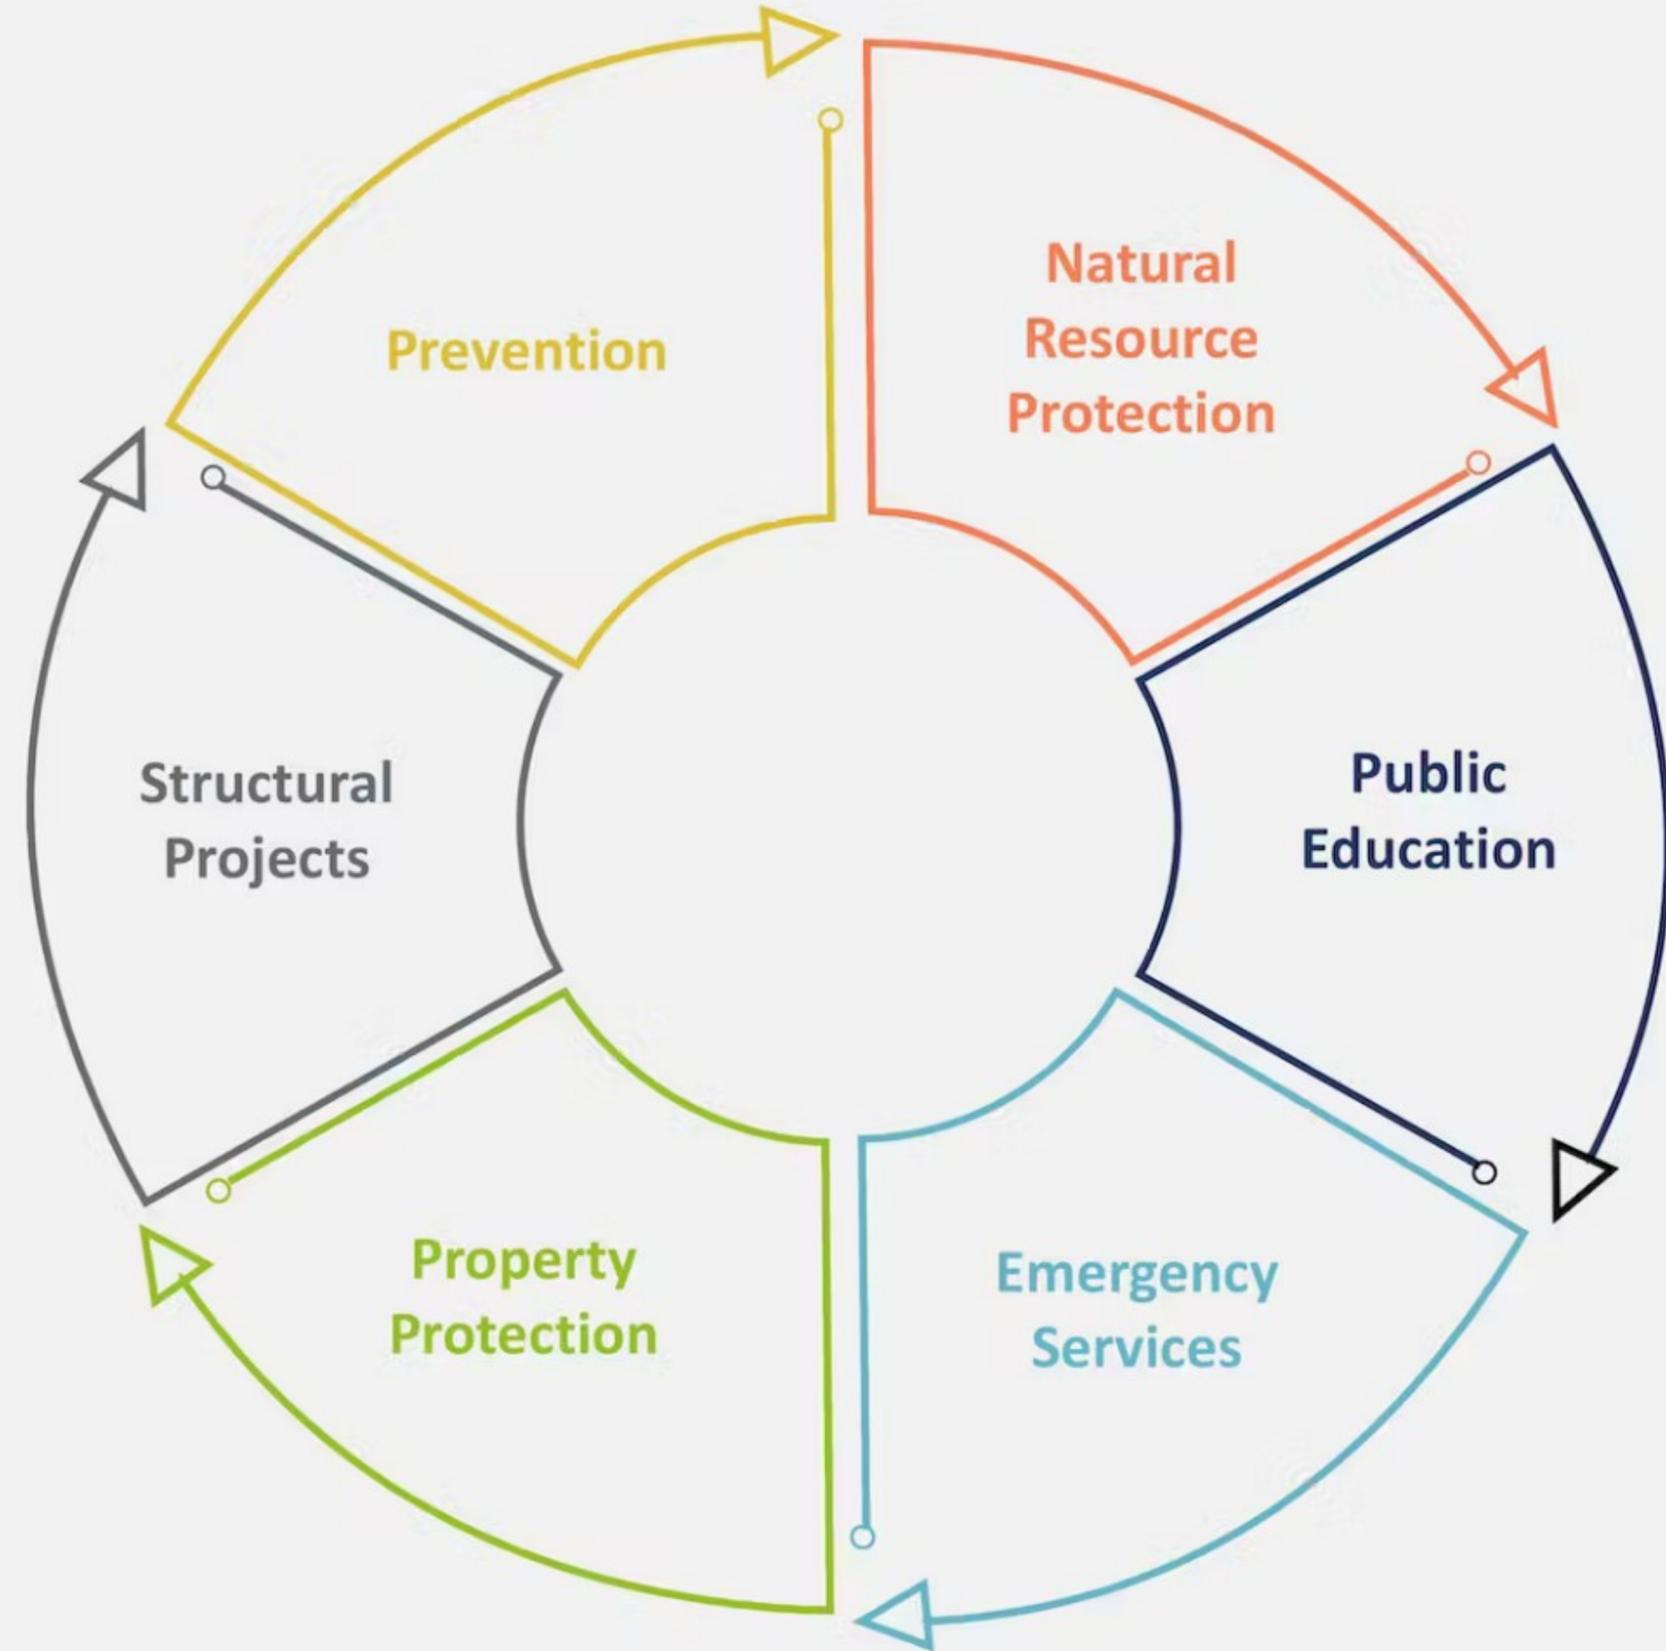 Prevention
Natural
Resource
Protection
Public
Education
Emergency
Services
Property
Protection
Structural
Projects